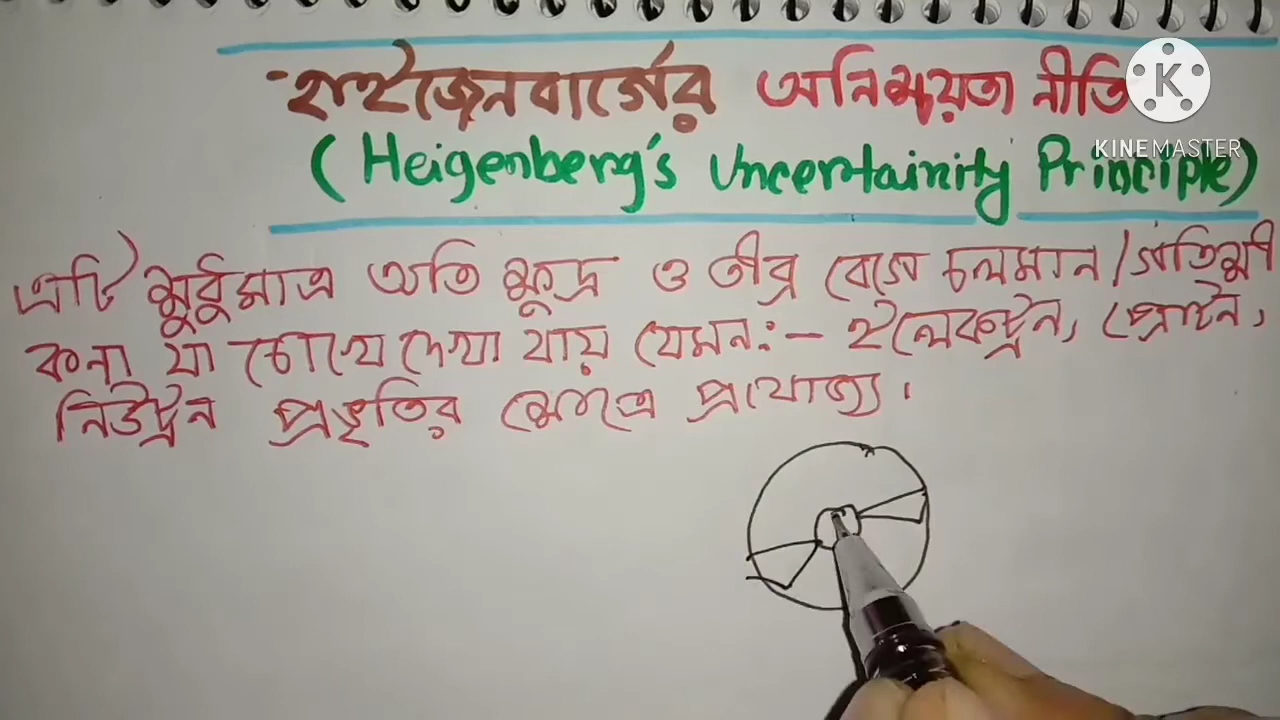 হাইজেনবার্গের অনিশ্চয়তা নীতি
(Heigenberg's Uncertainity Principle)
এটি শুধুমাত্র অতি ক্ষুদ্র ও তীব্র বেগে চলমান/গতিশী
কনা যা চোখে দেখা যায় যেমন:- ইলেকট্রন, প্রোটন,
নিউট্রন প্রভৃতির ক্ষেত্রে প্রযোজ্য।
K
KINEMASTER